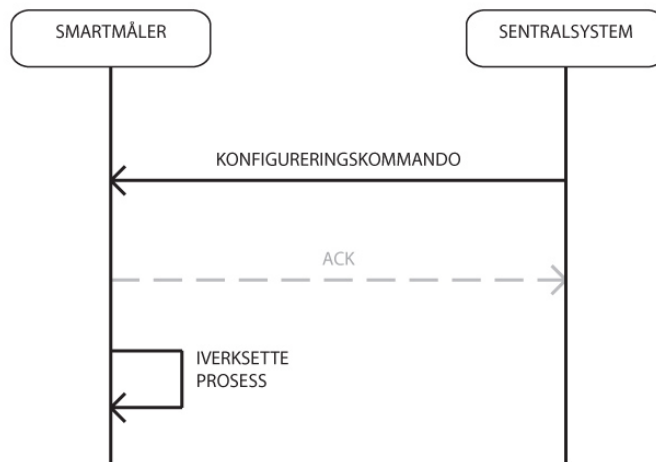 SMARTMÅLER
SENTRALSYSTEM
KONFIGURERINGSKOMMANDO
ACK
IVERKSETTE
PROSESS